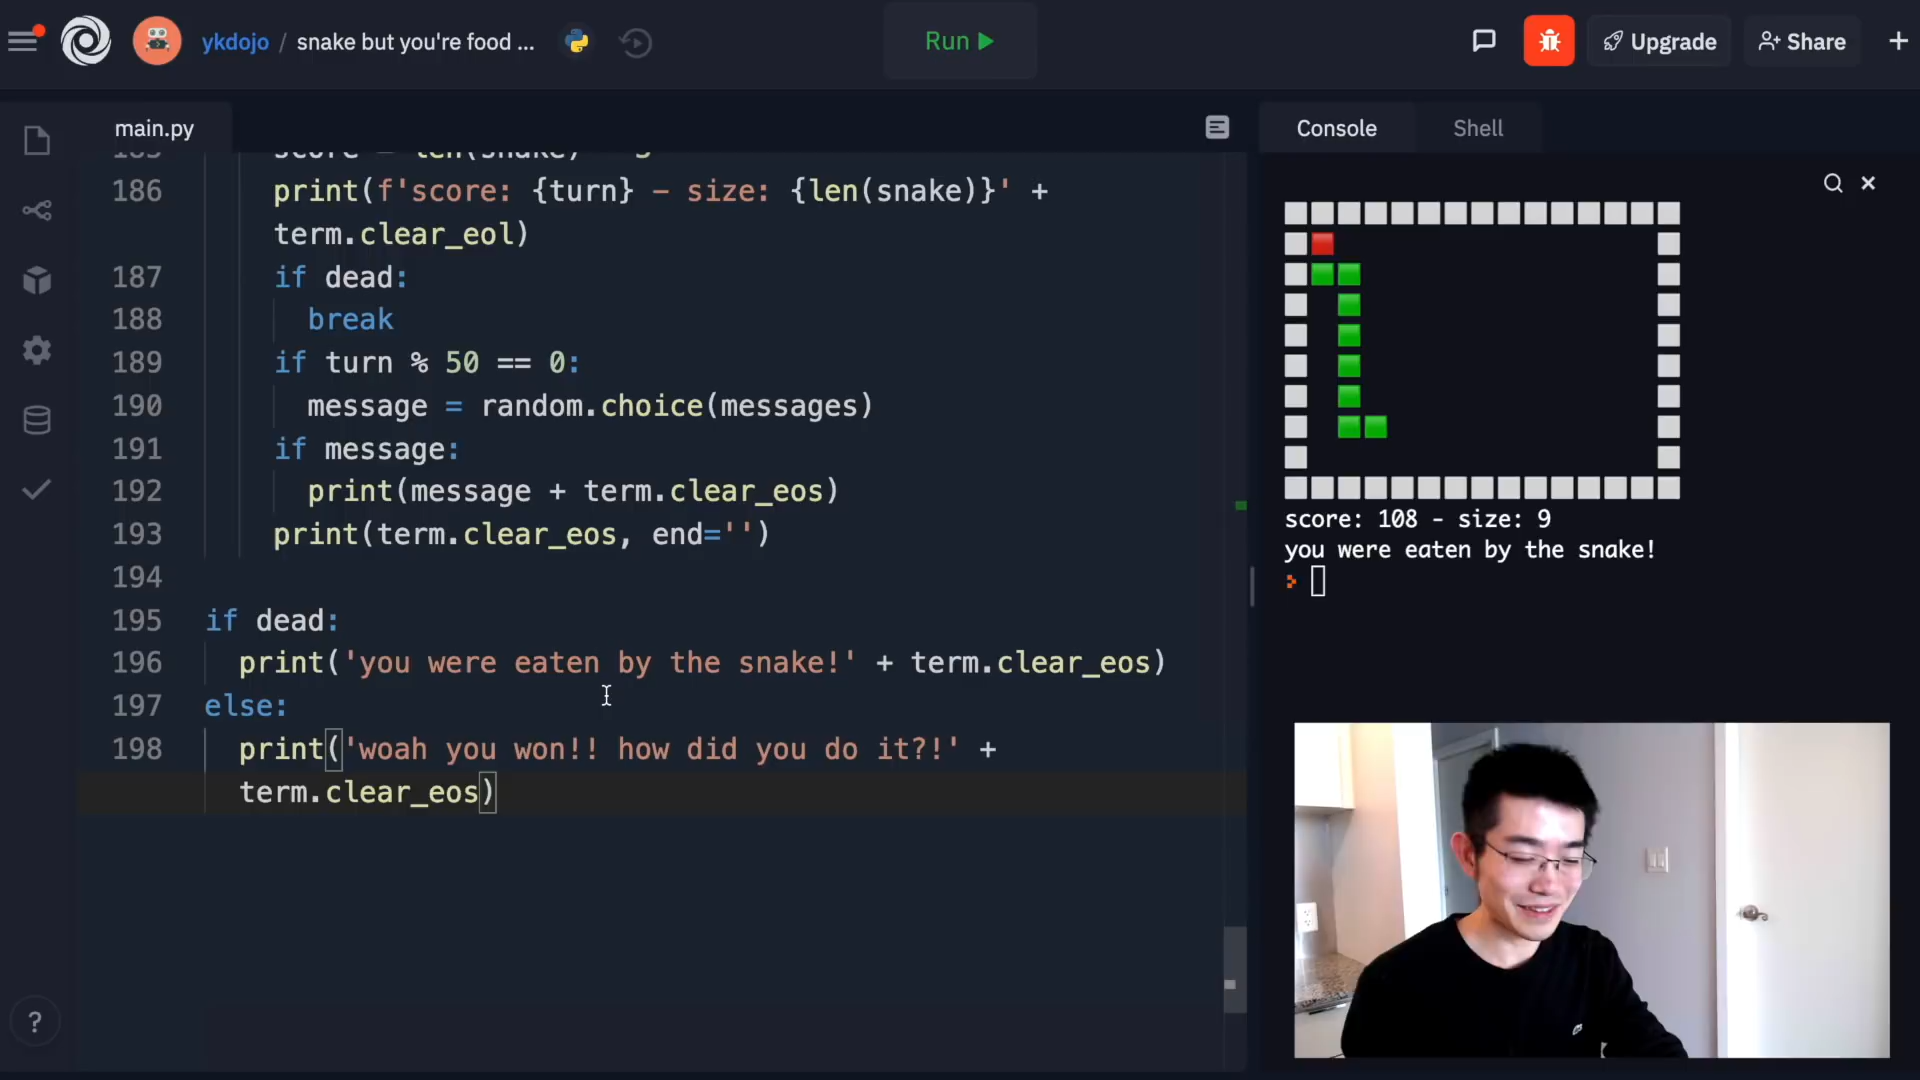 ykdojo / snake but you're food ...
Run
Upgrade
Share
main.py
Console
Shell
186 print(f'score: {turn} - size: {len(snake)}' +
term.clear_eol)
187 if dead:
188 break
189 if turn % 50 == 0:
190 message = random.choice(messages)
191 if message:
192 print(message + term.clear_eos)
193 print(term.clear_eos, end='')
194
195 if dead:
196 print('you were eaten by the snake!' + term.clear_eos)
197 else:
198 print('woah you won!! how did you do it?!' +
term.clear_eos)
score: 108 - size: 9
you were eaten by the snake!
?